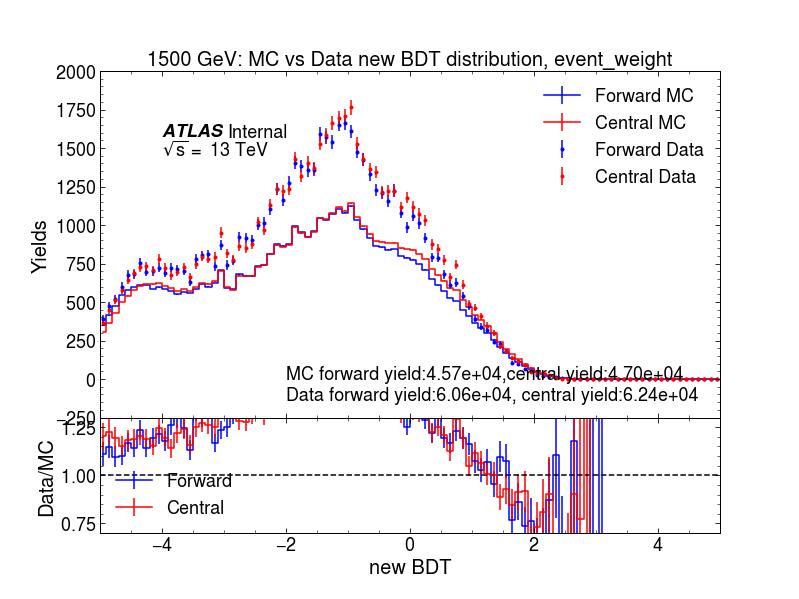 1500 GeV: MC vs Data new BDT distribution, event_weight
2000
1750
1500
1250
1000
750
500
250
0
−250
Yields
ATLAS Internal
√s = 13 TeV
Forward MC
Central MC
Forward Data
Central Data
MC forward yield:4.57e+04,central yield:4.70e+04
Data forward yield:6.06e+04, central yield:6.24e+04
1.25
1.00
0.75
Data/MC
Forward
Central
−4 −2 0 2 4
new BDT